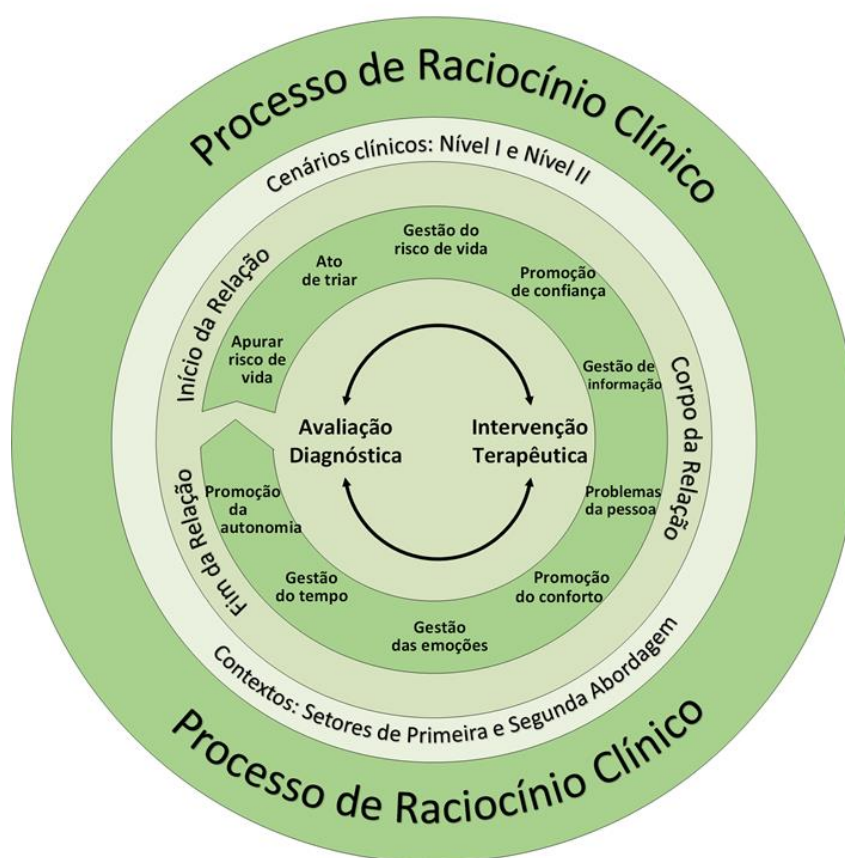 Processo de Raciocínio Clínico
Cenários clínicos: Nível I e Nível II
Início da Relação
Corpo da Relação
Fim da Relação
Apurar
risco de
vida
Ato
de triar
Gestão do
risco de vida
Promoção
de confiança
Gestão de
informação
Problemas
da pessoa
Promoção
do conforto
Gestão
das emoções
Gestão
do tempo
Promoção
da
autonomia
Avaliação
Diagnóstica
Intervenção
Terapêutica
Contextos: Setores de Primeira e Segunda Abordagem
Processo de Raciocínio Clínico